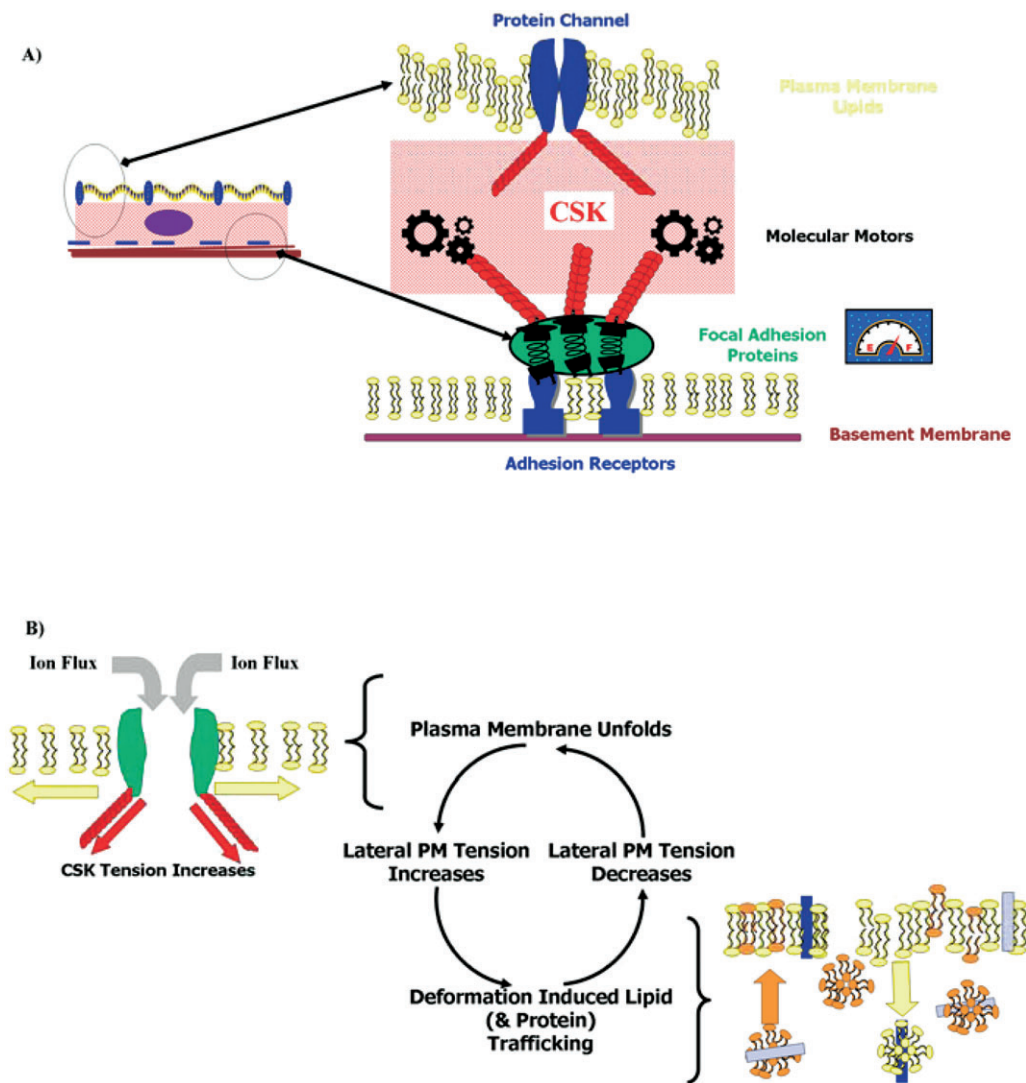 A)
Protein Channel
Plasma Membrane
Lipids
CSK
Molecular Motors
Focal Adhesion
Proteins
E F
Basement Membrane
Adhesion Receptors
B)
Ion Flux
Ion Flux
CSK Tension Increases
Plasma Membrane Unfolds
Lateral PM Tension
Increases
Lateral PM Tension
Decreases
Deformation Induced Lipid
(& Protein)
Trafficking